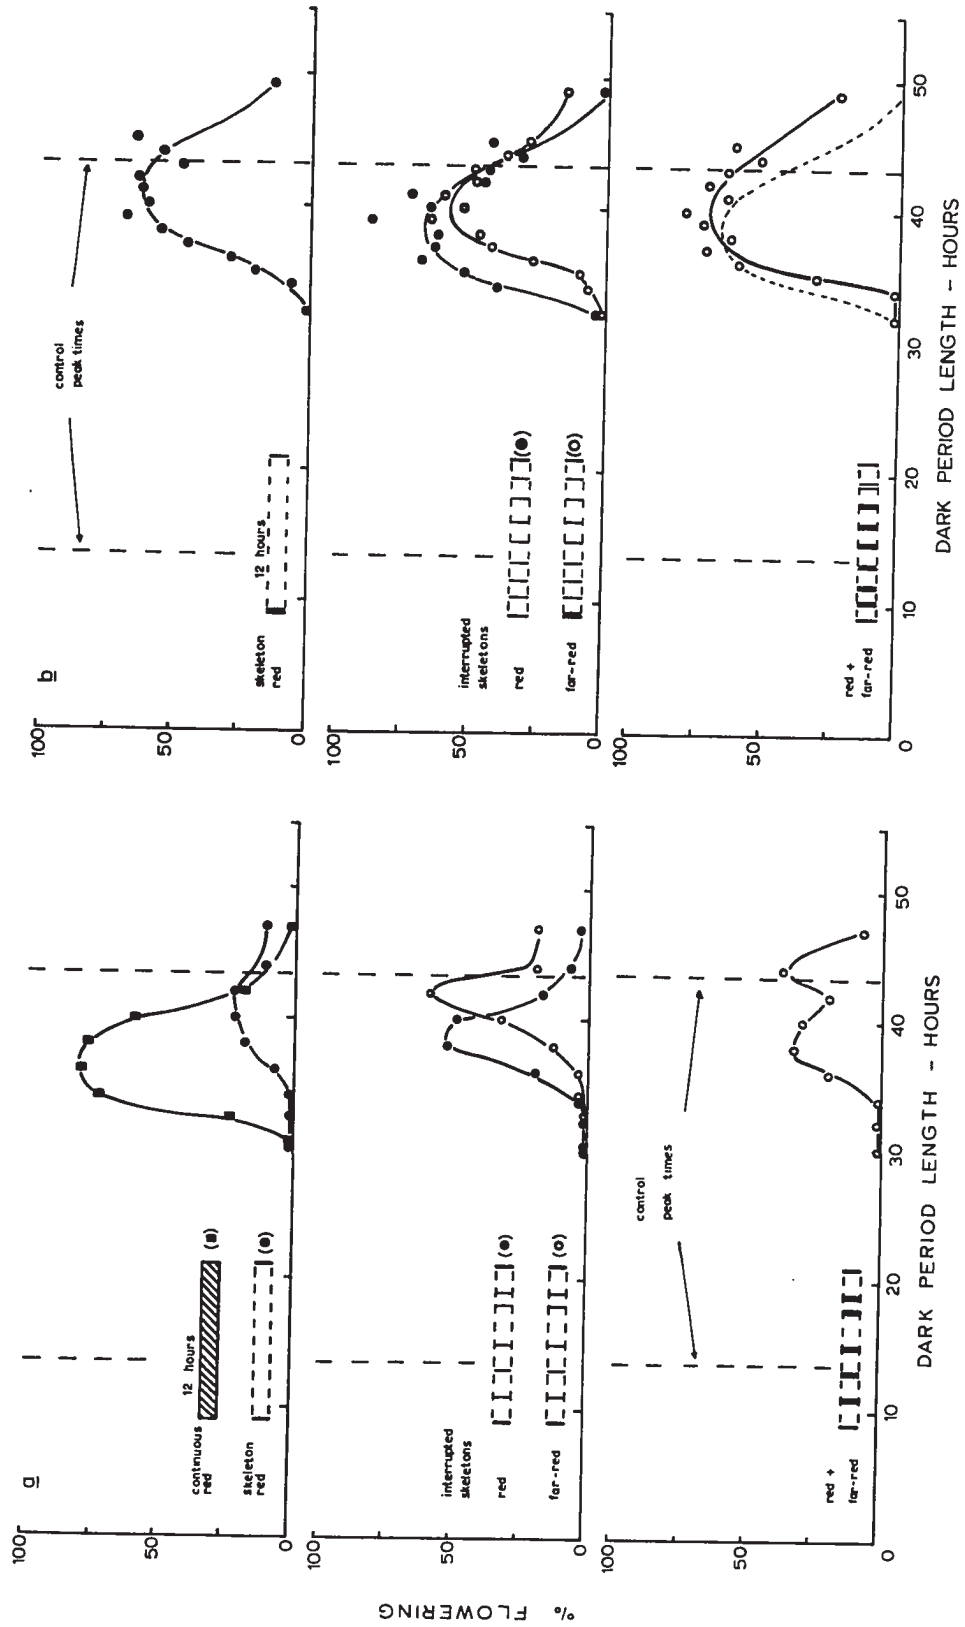 a
100
50
0
continuous
red
12 hours
(■)
skeleton
red
(●)
100
50
0
interrupted
skeletons
red
(●)
far-red
(o)
100
50
0
control
peak times
red +
far-red
10
20
30
40
50
DARK PERIOD LENGTH – HOURS
% FLOWERING
b
100
50
0
control
peak times
skeleton
red
12 hours
100
50
0
interrupted
skeletons
red
(●)
far-red
(o)
100
50
0
red +
far-red
10
20
30
40
50
DARK PERIOD LENGTH – HOURS